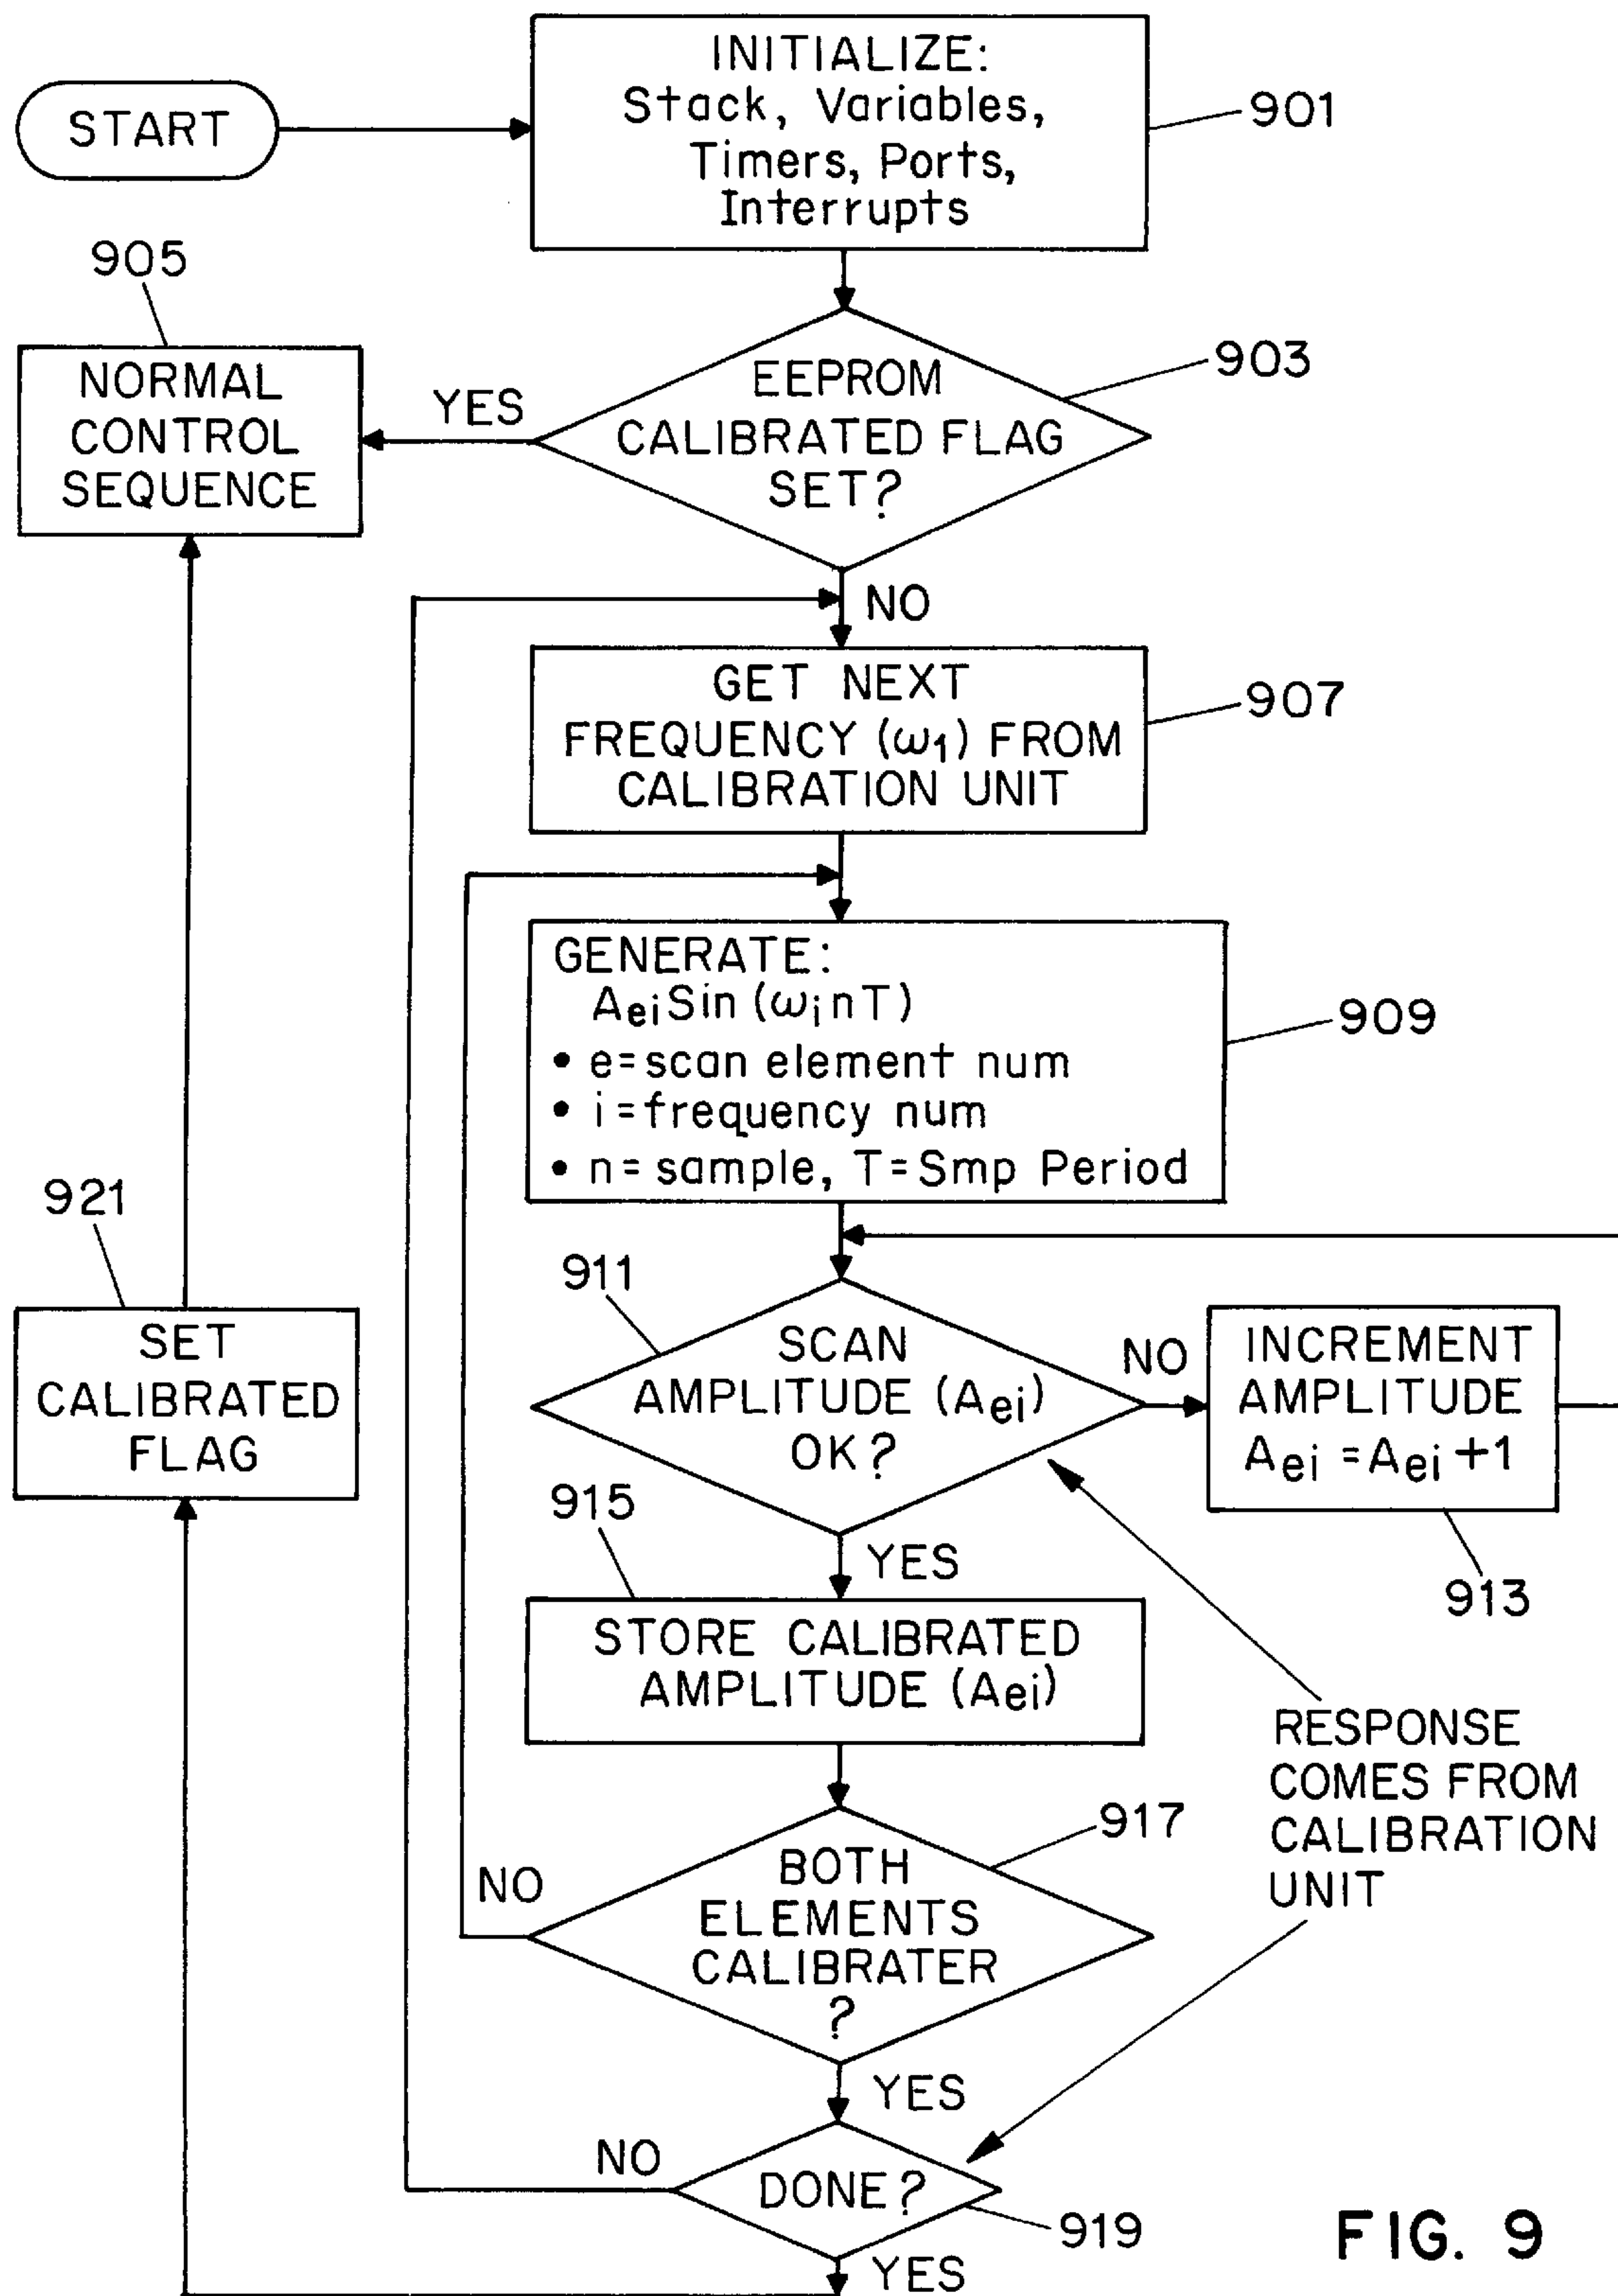 START
INITIALIZE:
Stack, Variables,
Timers, Ports,
Interrupts
901
905
NORMAL
CONTROL
SEQUENCE
YES
EEPROM
CALIBRATED FLAG
SET?
903
NO
GET NEXT
FREQUENCY (ω₁) FROM
CALIBRATION UNIT
907
GENERATE:
AₑᵢSin (ωᵢnT)
• e=scan element num
• i=frequency num
• n= sample, T=Smp Period
909
921
SET
CALIBRATED
FLAG
911
SCAN
AMPLITUDE (Aₑᵢ)
OK?
NO
INCREMENT
AMPLITUDE
Aₑᵢ =Aₑᵢ +1
913
YES
915
STORE CALIBRATED
AMPLITUDE (Aₑᵢ)
RESPONSE
COMES FROM
CALIBRATION
UNIT
917
BOTH
ELEMENTS
CALIBRATER
?
NO
YES
NO
DONE?
919
YES
FIG. 9